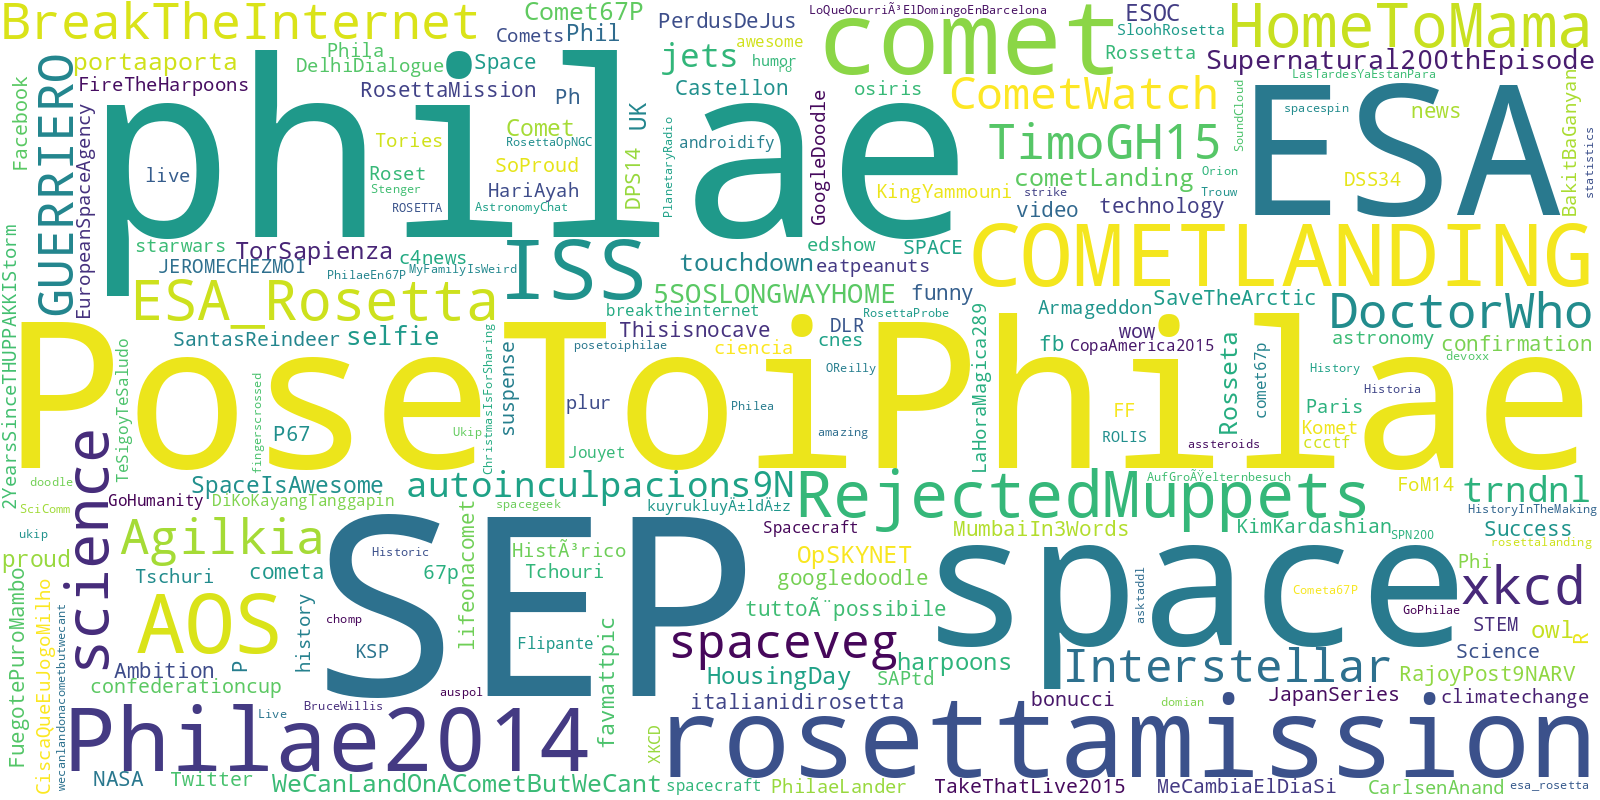 BreakTheInternet
Comet67P
Comets
Phil
PerdusDeJus
LoQueOcurriÃ³ElDomingoEnBarcelona
comet
ESOC
SloohRosetta
Rossetta
HomeToMama
Supernatural200thEpisode
portaaporta
FireTheHarpoons
Phila
DelhiDialogue
Space
RosettaMission
Ph
jets
awesome
humor
ro
Castellon
osiris
CometWatch
LasTardesYaEstanPara
spacespin
news
Facebook
GUERRIERO
EuropeanSpaceAgency
philae
live
Tories
Roset
Stenger
ROSETTA
Comet
RosettaOpNGC
SoProud
HariAyah
AstronomyChat
UK
DPS14
PlanetaryRadio
androidify
GoogleDoodle
KingYammouni
TimoGH15
cometLanding
strike
video
technology
Orion
Trouw
SoundCloud
ESA
DSS34
BakitBaGanyan
statistics
starwars
TorSapienza
JEROMECHEZMOI
c4news
PhilaeEn67P
MyFamilyIsWeird
ISS
touchdown
edshow
SPACE
eatpeanuts
COMETLANDING
2YearsSinceTHUPPAKKIStorm
ESA_Rosetta
5SOSLONGWAYHOME
funny
breaktheinternet
RosettaProbe
Armageddon
SaveTheArctic
DoctorWho
SantasReindeer
selfie
Thisisnocave
DLR
cnes
ciencia
posetoiphilae
fb
wow
CopaAmerica2015
astronomy
confirmation
devoxx
PoseToiPhilae
TeSigoyTeSaludo
fingerscrossed
P67
Ukip
ChristmasIsForSharing
suspense
plur
Jouyet
Philea
OReilly
amazing
LaHoraMagica289
FF
ROLIS
assteroids
Rosseta
comet67p
History
Historia
Paris
Komet
ccctf
science
doodle
SciComm
GoHumanity
SpaceIsAwesome
DiKoKayangTanggapin
autoinculpacions9N
spacegeek
kuyrukluyÄ±ldÄ±z
RejectedMuppets
AufGroÃŸelternbesuch
FoM14
trndnl
HistoryInTheMaking
Spacecraft
MumbaiIn3Words
KimKardashian
SPN200
Success
rosettalanding
ukip
proud
Agilkia
Tschuri
cometa
Historic
SEP
67p
lifeonacomet
HistÃ³rico
Tchouri
OpSKYNET
googledoodle
space
asktaddl
Cometa67P
Phi
xkcd
GoPhilae
FuegotePuroMambo
CiscaQueEuJogoMilho
wecanlandonacometbutwecant
AOS
history
chomp
KSP
Flipante
favmattpic
tuttoÃ¨possibile
spaceveg
STEM
owl
R
Ambition
P
confederationcup
auspol
BruceWillis
Live
HousingDay
SAPtd
harpoons
Interstellar
Science
RajoyPost9NARV
italianidirosetta
bonucci
domian
JapanSeries
climatechange
Philae2014
XKCD
rosettamission
NASA
Twitter
WeCanLandOnACometButWeCant
spacecraft
PhilaeLander
TakeThatLive2015
MeCambiaElDiaSi
CarlsenAnand
esa_rosetta